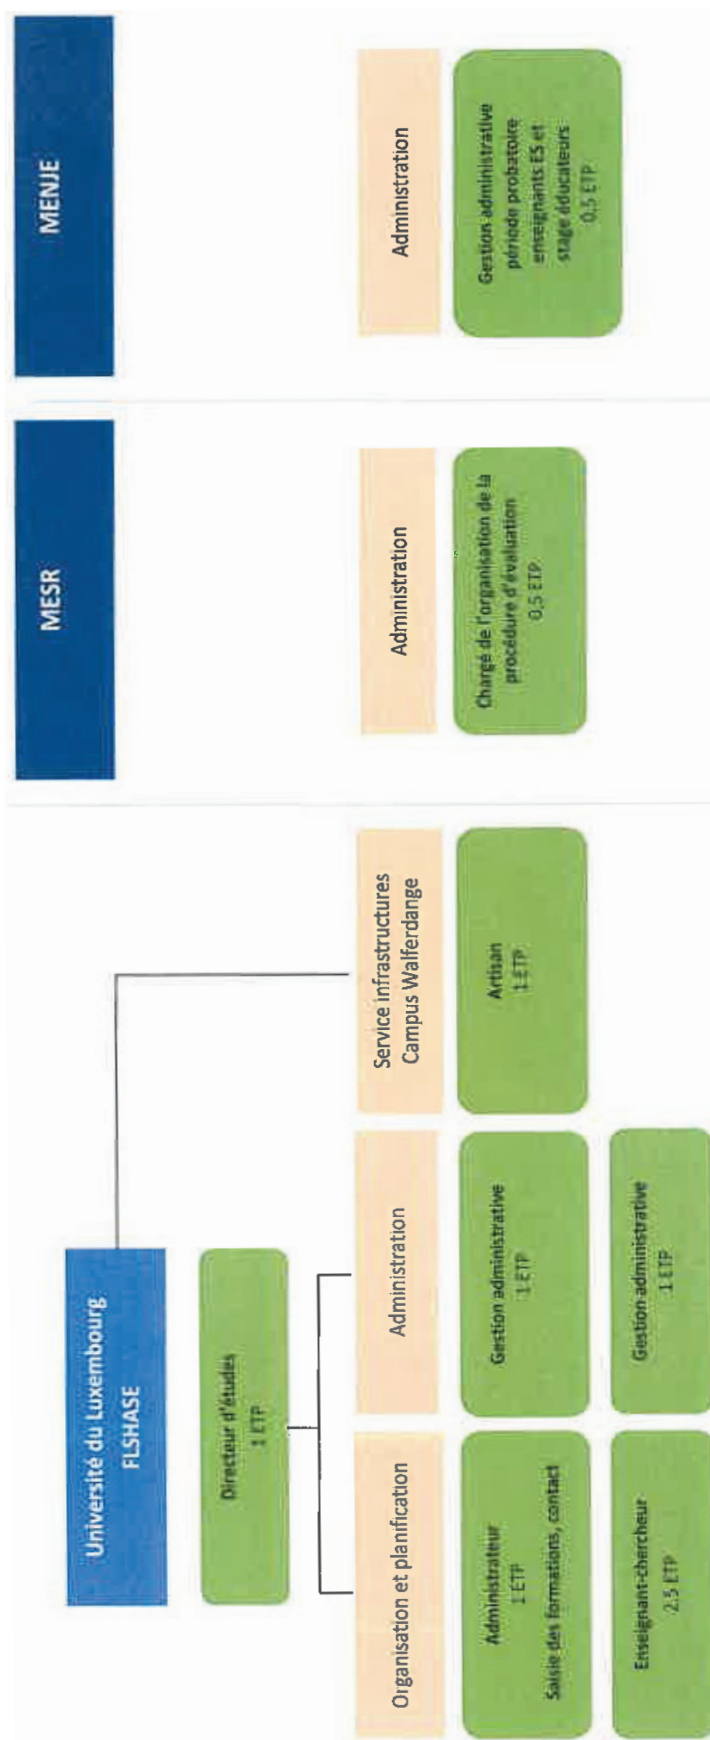 Université du Luxembourg
FLSHASE
Directeur d'études
1 ETP
Organisation et planification
Administrateur
1 ETP
Saisie des formations, contact
Enseignant-chercheur
2,5 ETP
Administration
Gestion administrative
1 ETP
Gestion administrative
1 ETP
Service infrastructures
Campus Walferdange
Artisan
1 ETP
MESR
Administration
Chargé de l'organisation de la
procédure d'évaluation
0,5 ETP
MENJE
Administration
Gestion administrative
période probatoire
enseignants ES et
stage éducateurs
0,5 ETP